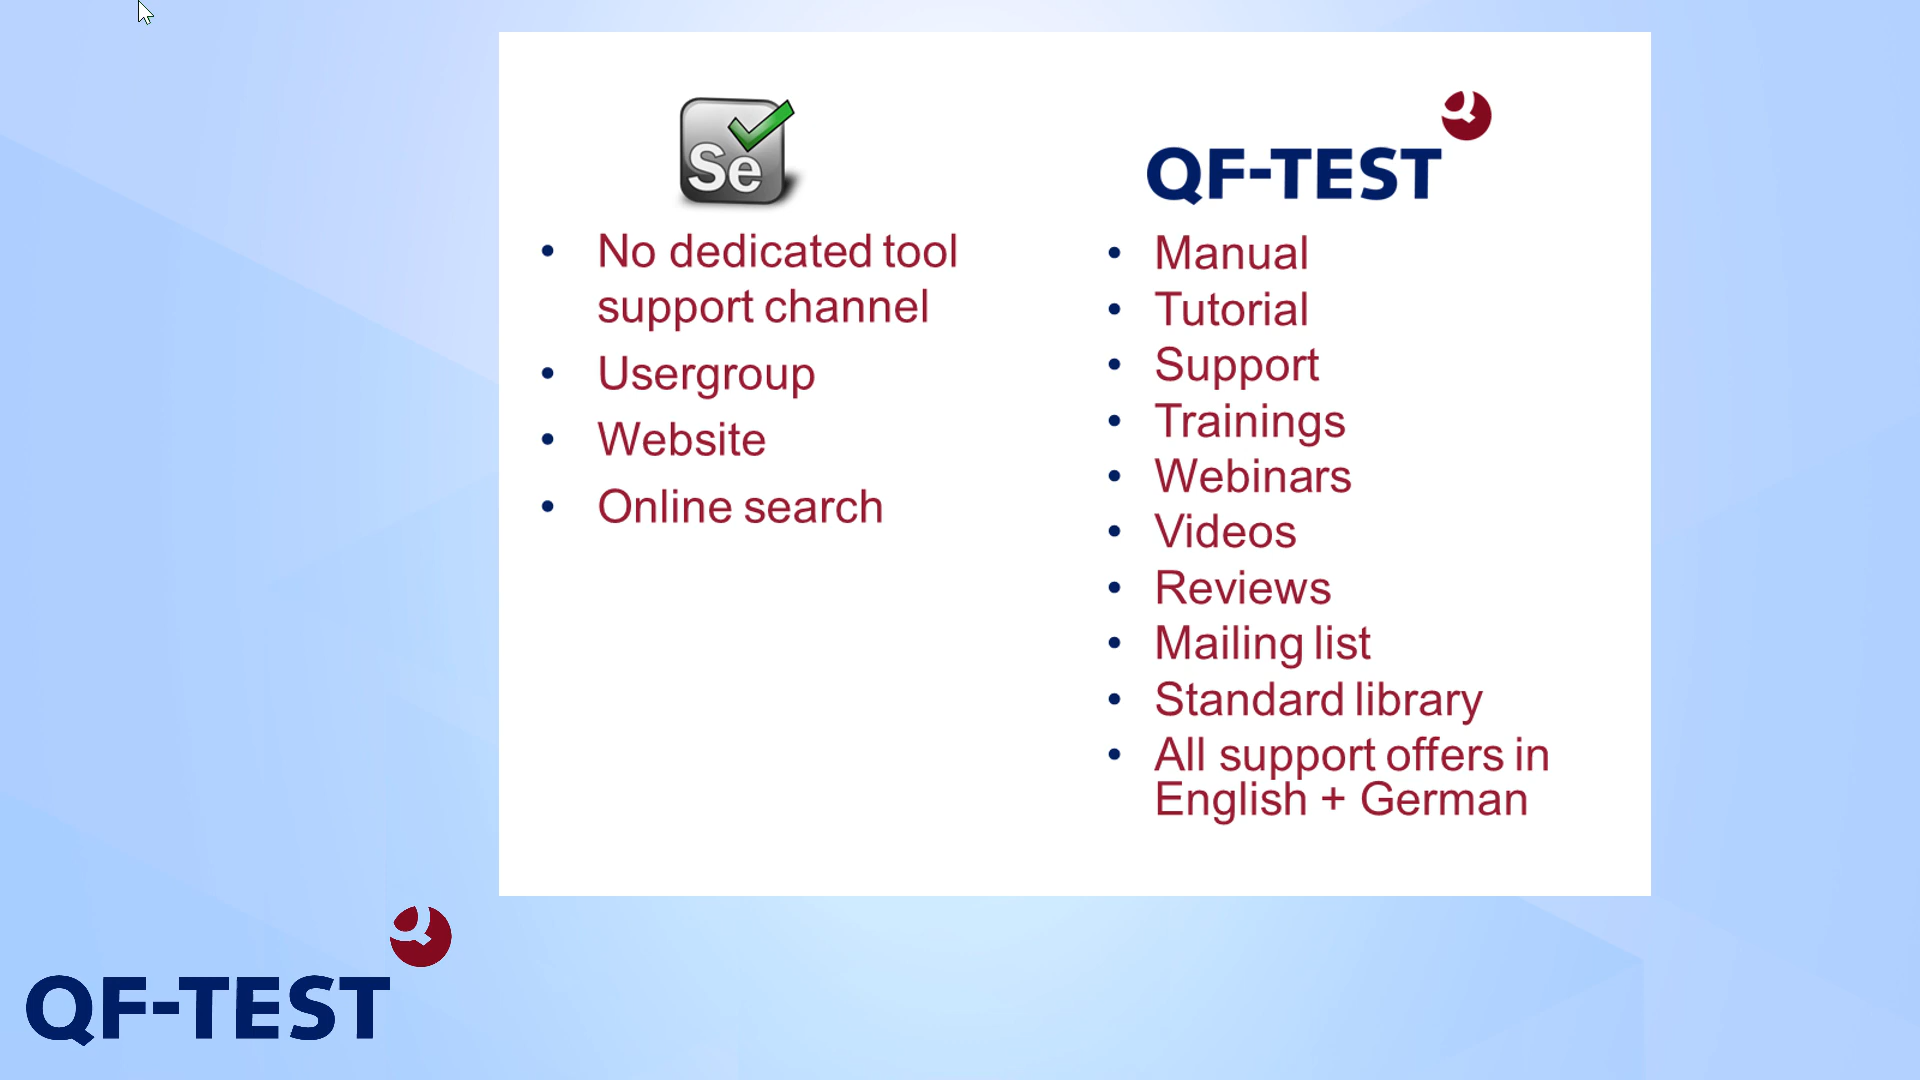 Se
No dedicated tool
support channel
Usergroup
Website
Online search
QF-TEST
Manual
Tutorial
Support
Trainings
Webinars
Videos
Reviews
Mailing list
Standard library
All support offers in
English + German
QF-TEST